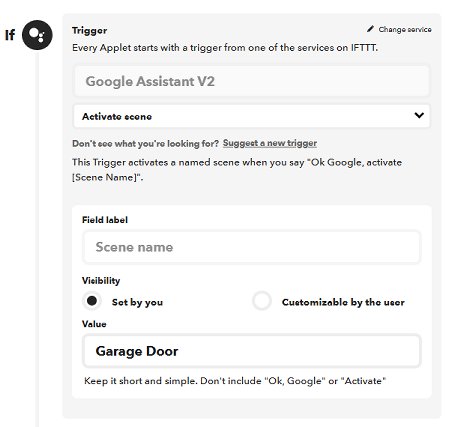 If
Trigger
Change service
Every Applet starts with a trigger from one of the services on IFTTT.
Google Assistant V2
Activate scene
Don't see what you're looking for? Suggest a new trigger
This Trigger activates a named scene when you say "Ok Google, activate
[Scene Name]".
Field label
Scene name
Visibility
Set by you
Customizable by the user
Value
Garage Door
Keep it short and simple. Don't include "Ok, Google" or "Activate"